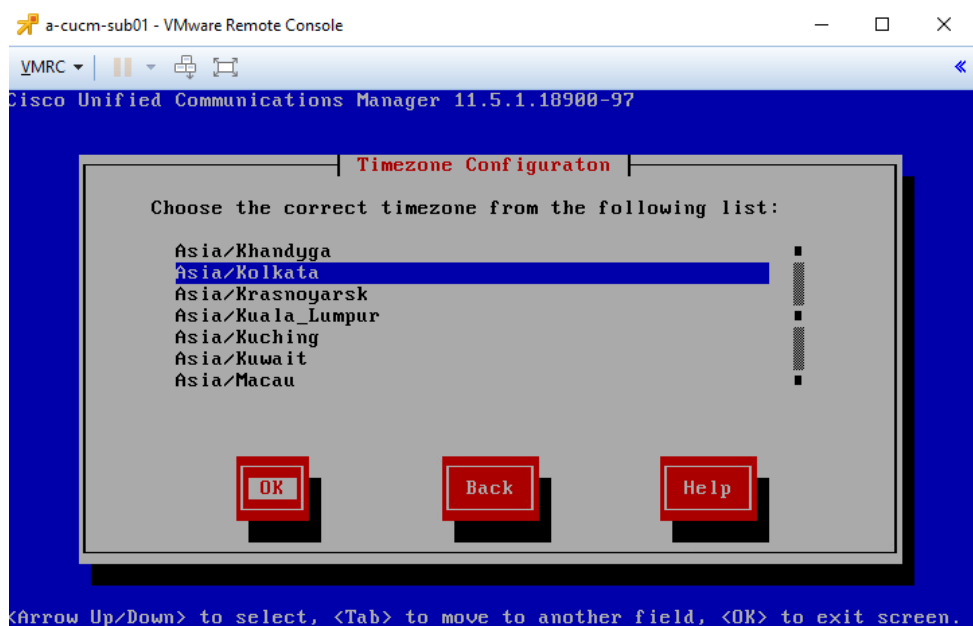 a-cucm-sub01 - VMware Remote Console
VMRC
Cisco Unified Communications Manager 11.5.1.18900-97
Timezone Configuraton
Choose the correct timezone from the following list:
Asia/Khandyga
Asia/Kolkata
Asia/Krasnoyarsk
Asia/Kuala_Lumpur
Asia/Kuching
Asia/Kuwait
Asia/Macau
OK Back Help
<Arrow Up/Down> to select, <Tab> to move to another field, <OK> to exit screen.